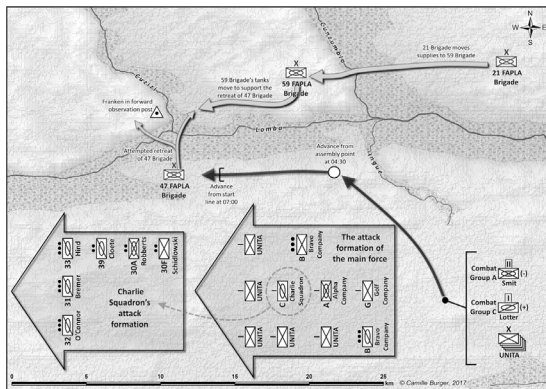 N
W
E
S
Cuzizi
Cunzumbia
59 Brigade's tanks
move to support the
retreat of 47 Brigade
X
59 FAPLA
Brigade
21 Brigade moves
supplies to 59 Brigade
X
21 FAPLA
Brigade
Franken in forward
observation post
Attempted retreat
of 47 Brigade
Lomba
Ingue
X
47 FAPLA
Brigade
Advance
from start
line at 07:00
Advance from
assembly point
at 04:30
The attack
formation of
the main force
I
UNITA
B
Bravo
Company
I
UNITA
C
Charlie
Squadron
A
Alpha
Company
G
Golf
Company
I
UNITA
I
UNITA
I
UNITA
B
Bravo
Company
33
Hind
39
Cloete
30A
Robberts
30F
Schidlowski
31
Bremer
32
O'Connor
Charlie
Squadron's
attack
formation
Combat
Group A
II
(-)
Smit
Combat
Group C
I
(+)
Lotter
X
UNITA
0
5
10
15
20
25
km
© Camille Burger, 2017